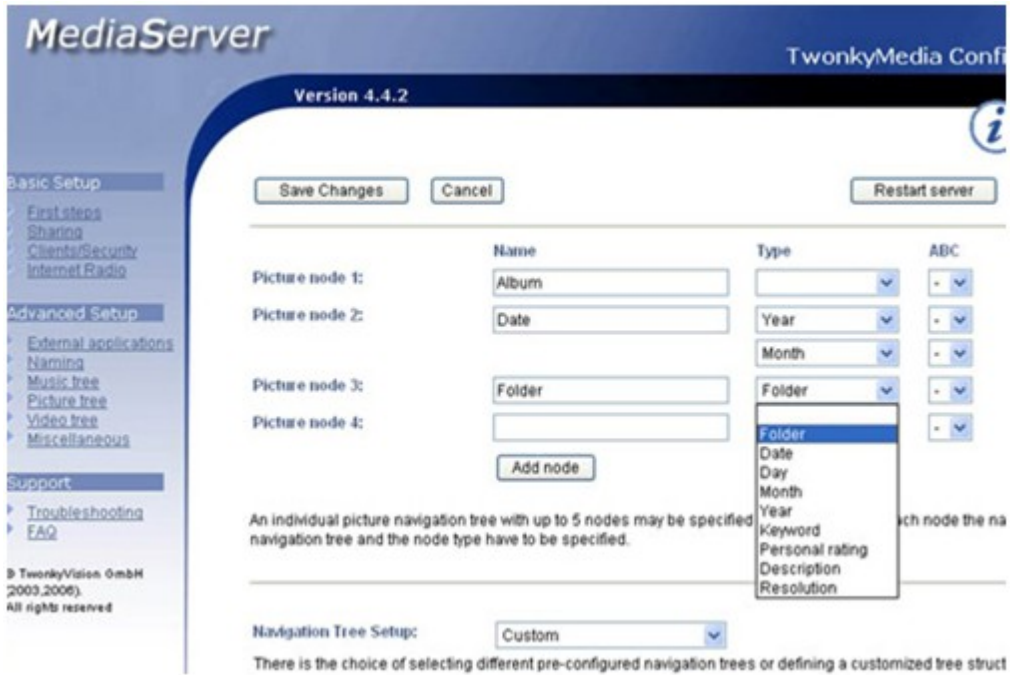 MediaServer
TwonkyMedia Confi
Version 4.4.2
i
Basic Setup
First steps
Sharing
Clients/Security
Internet Radio
Advanced Setup
External applications
Naming
Music tree
Picture tree
Video tree
Miscellaneous
Support
Troubleshooting
FAQ
© TwonkyVision GmbH
(2003,2006).
All rights reserved
Save Changes Cancel Restart server
Name Type ABC
Picture node 1: Album -
Picture node 2: Date Year -
Month -
Picture node 3: Folder Folder -
Picture node 4: -
Folder
Date
Day
Month
Year
Keyword
Personal rating
Description
Resolution
Add node
An individual picture navigation tree with up to 5 nodes may be specified ch node the na
navigation tree and the node type have to be specified.
Navigation Tree Setup: Custom
There is the choice of selecting different pre-configured navigation trees or defining a customized tree struct